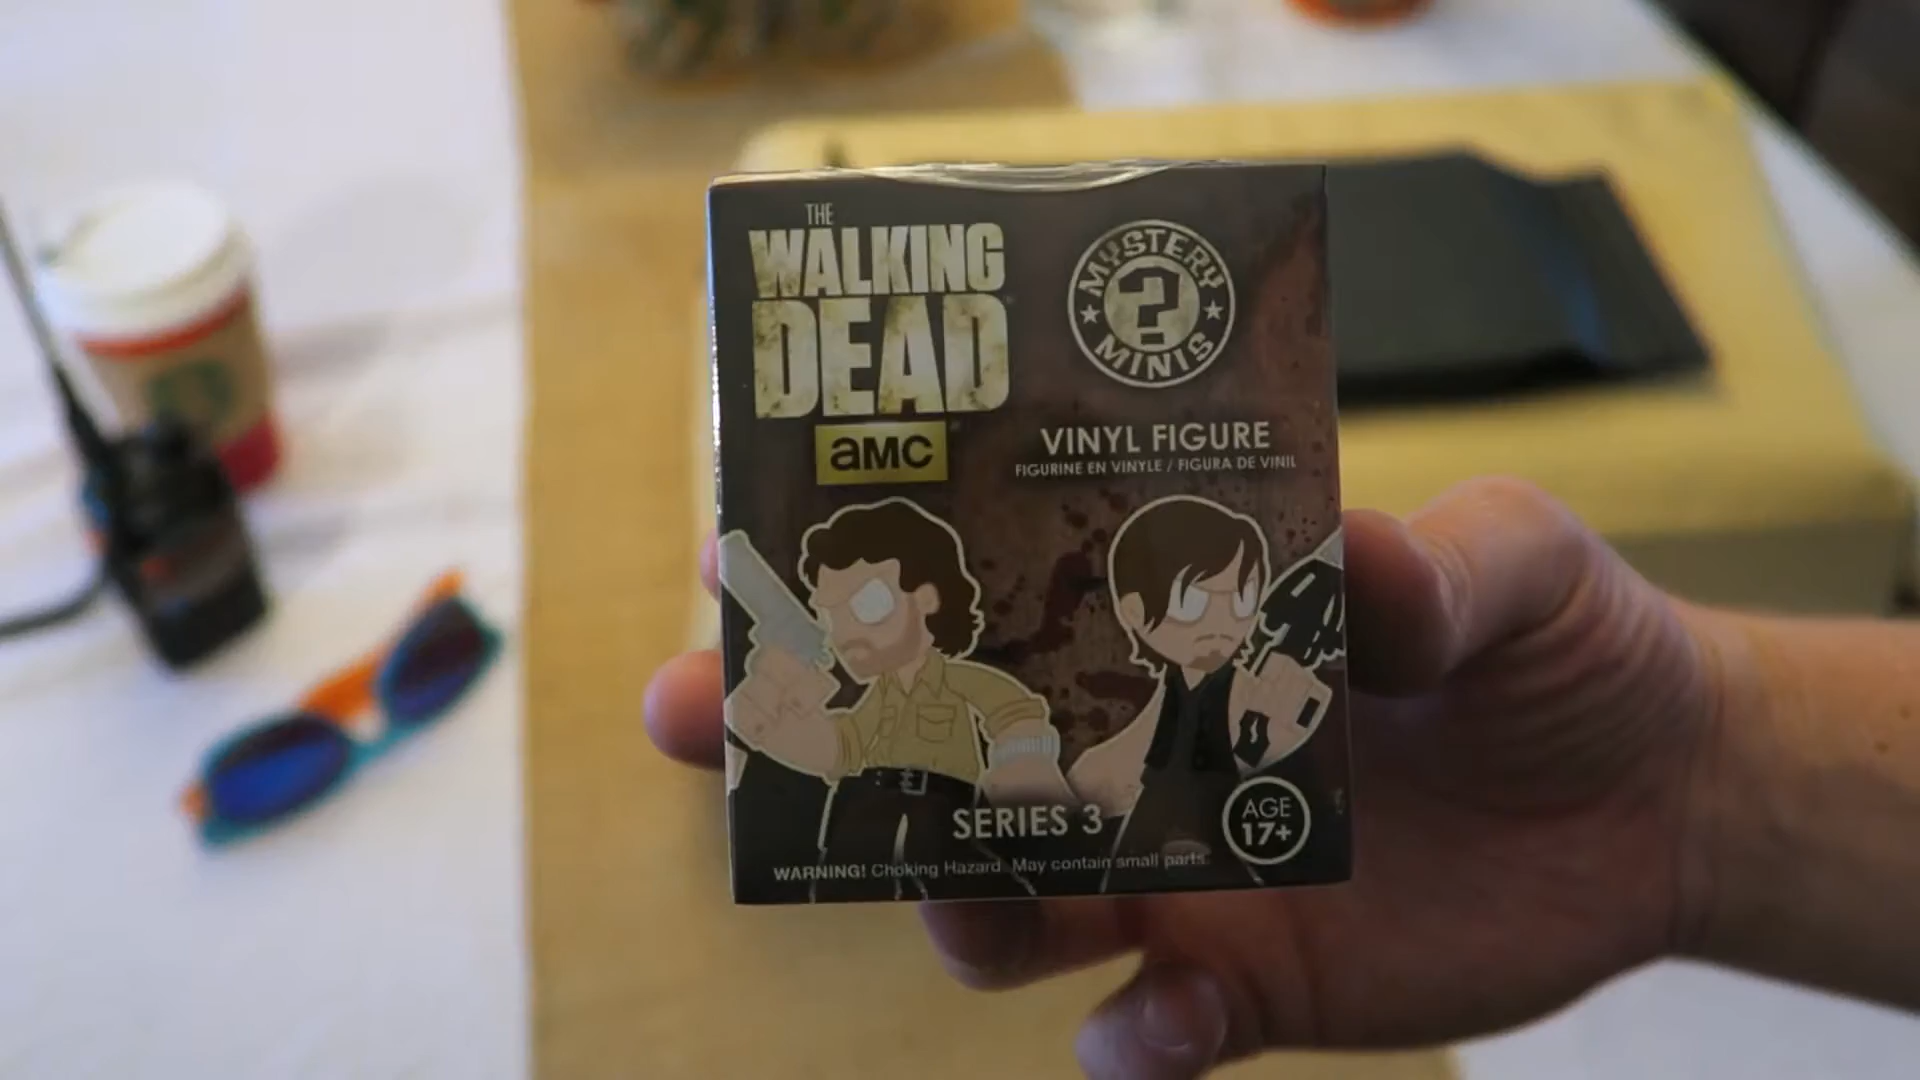 THE
WALKING
DEAD
aMC
MYSTERY
?
MINIS
VINYL FIGURE
FIGURINE EN VINYLE / FIGURA DE VINIL
SERIES 3
AGE
17+
WARNING! Choking Hazard. May contain small parts.